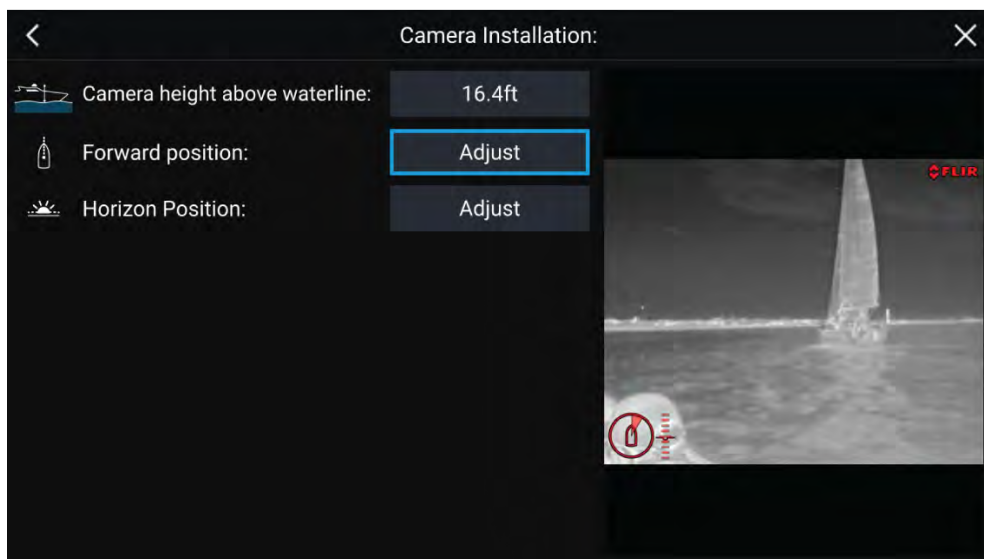 Camera Installation:
Camera height above waterline: 16.4ft
Forward position: Adjust
Horizon Position: Adjust
FLIR